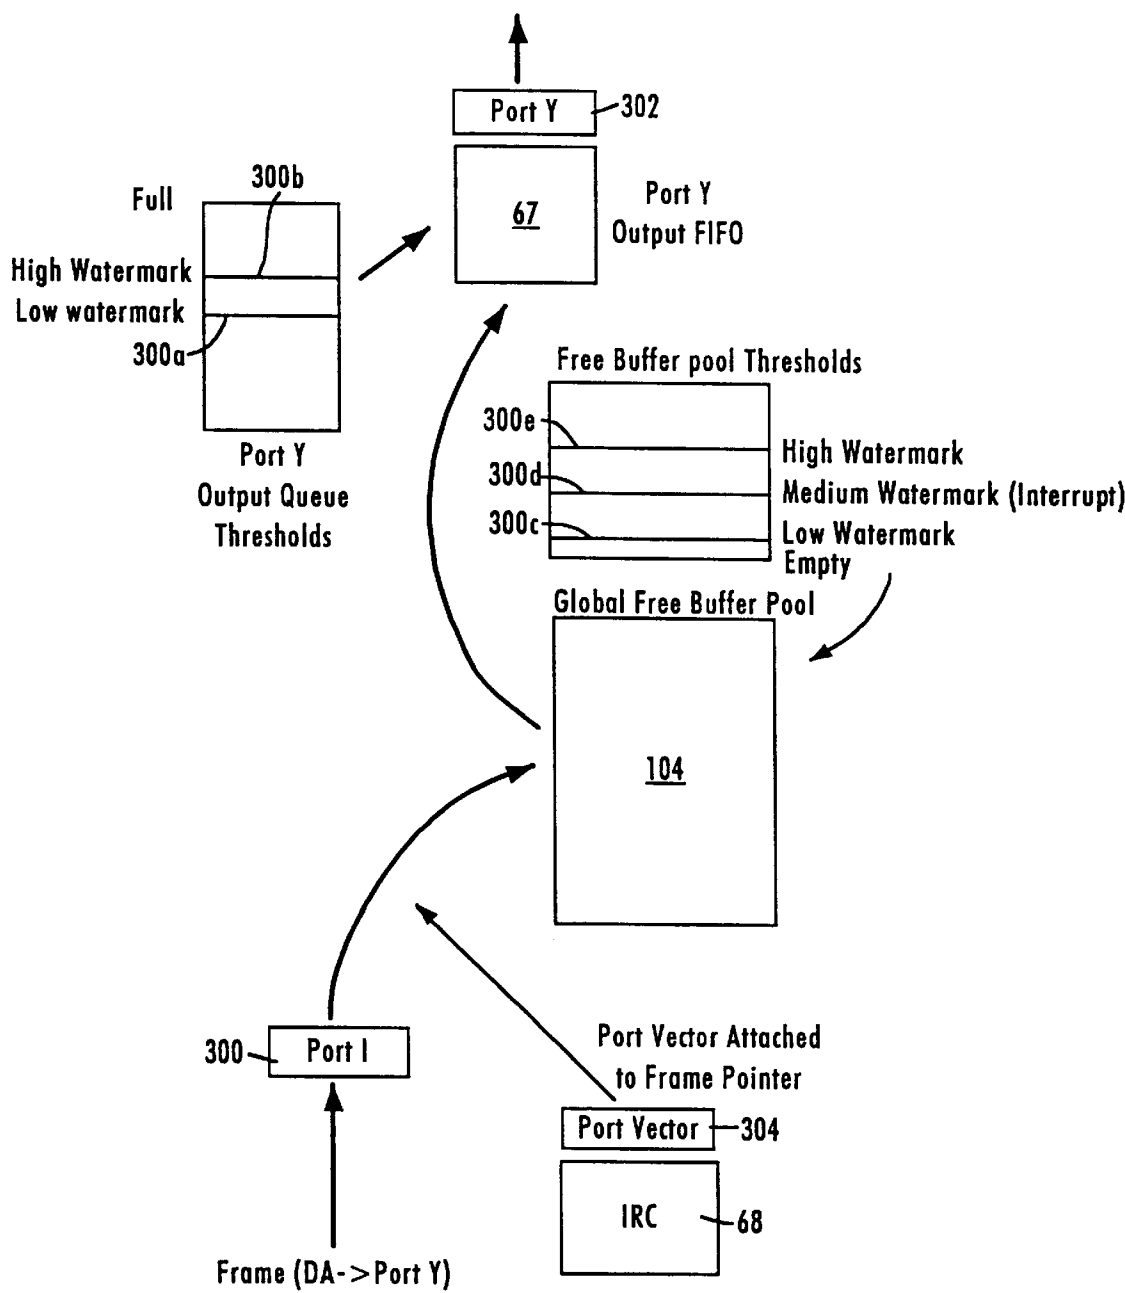 Port Y
302
67
Port Y
Output FIFO
300b
Full
High Watermark
Low watermark
300a
Port Y
Output Queue
Thresholds
Free Buffer pool Thresholds
300e
High Watermark
300d
Medium Watermark (Interrupt)
300c
Low Watermark
Empty
Global Free Buffer Pool
104
300
Port I
Port Vector Attached
to Frame Pointer
Port Vector
304
IRC
68
Frame (DA->Port Y)